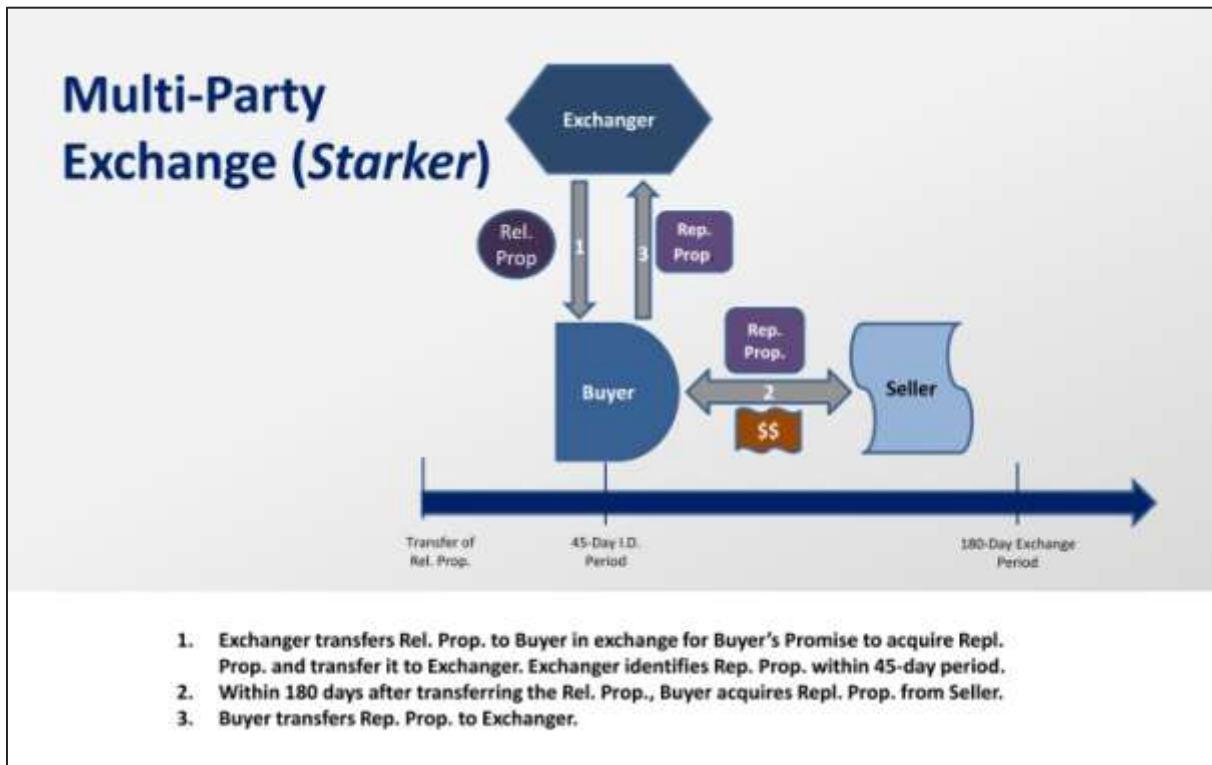 Multi-Party
Exchange (Starker)
Exchanger
Rel.
Prop
1
3
Rep.
Prop
Buyer
Rep.
Prop.
2
$$
Seller
Transfer of
Rel. Prop.
45-Day I.D.
Period
180-Day Exchange
Period
1. Exchanger transfers Rel. Prop. to Buyer in exchange for Buyer's Promise to acquire Repl.
Prop. and transfer it to Exchanger. Exchanger identifies Rep. Prop. within 45-day period.
2. Within 180 days after transferring the Rel. Prop., Buyer acquires Repl. Prop. from Seller.
3. Buyer transfers Rep. Prop. to Exchanger.